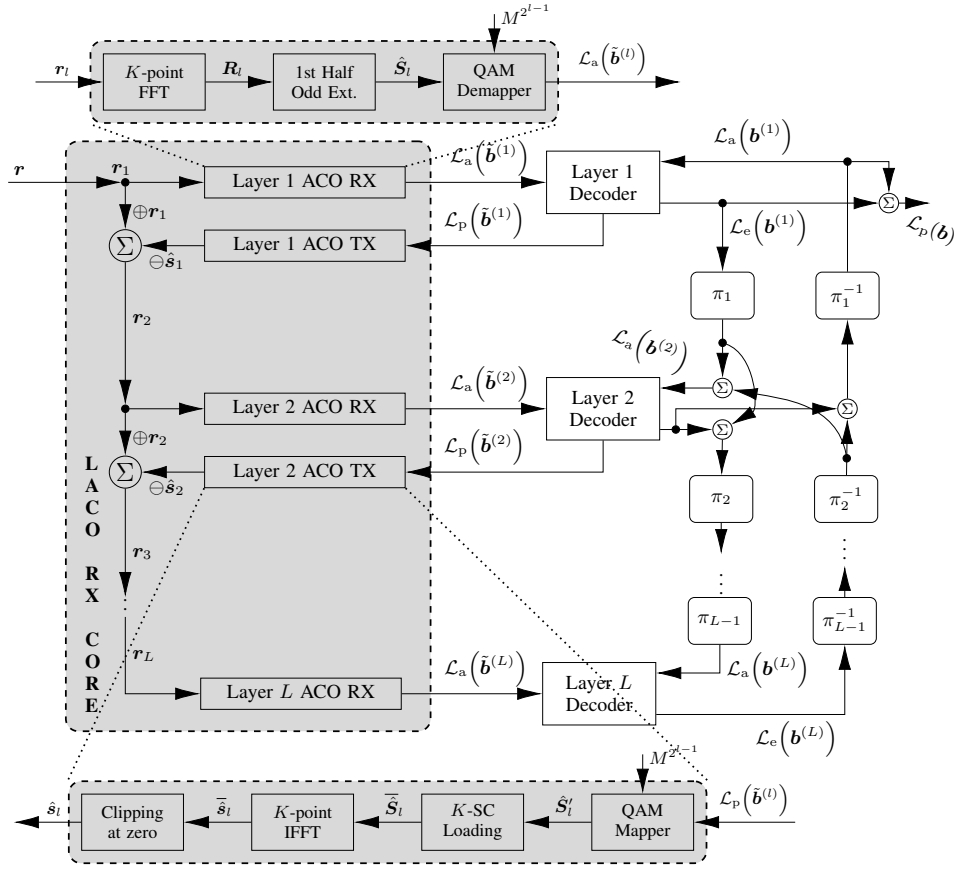 M^{2^{l-1}}
r_l
K-point
FFT
R_l
1st Half
Odd Ext.
Ŝ_l
QAM
Demapper
𝓛_a(b̃^{(l)})
r
r_1
Layer 1 ACO RX
𝓛_a(b̃^{(1)})
Layer 1
Decoder
𝓛_a(b^{(1)})
Σ
𝓛_p(b)
⊕r_1
Σ
⊖ŝ_1
Layer 1 ACO TX
𝓛_p(b̃^{(1)})
𝓛_e(b^{(1)})
π_1
π_1^{-1}
r_2
𝓛_a(b^{(2)})
Layer 2 ACO RX
𝓛_a(b̃^{(2)})
Layer 2
Decoder
Σ
Σ
Σ
⊕r_2
Σ
⊖ŝ_2
Layer 2 ACO TX
𝓛_p(b̃^{(2)})
π_2
π_2^{-1}
LACO RX CORE
r_3
⋮
⋮
⋮
π_{L-1}
π_{L-1}^{-1}
r_L
Layer L ACO RX
𝓛_a(b̃^{(L)})
Layer L
Decoder
𝓛_a(b^{(L)})
𝓛_e(b^{(L)})
M^{2^{l-1}}
ŝ_l
Clipping
at zero
\overline{ŝ}_l
K-point
IFFT
\overline{Ŝ}_l
K-SC
Loading
Ŝ'_l
QAM
Mapper
𝓛_p(b̃^{(l)})